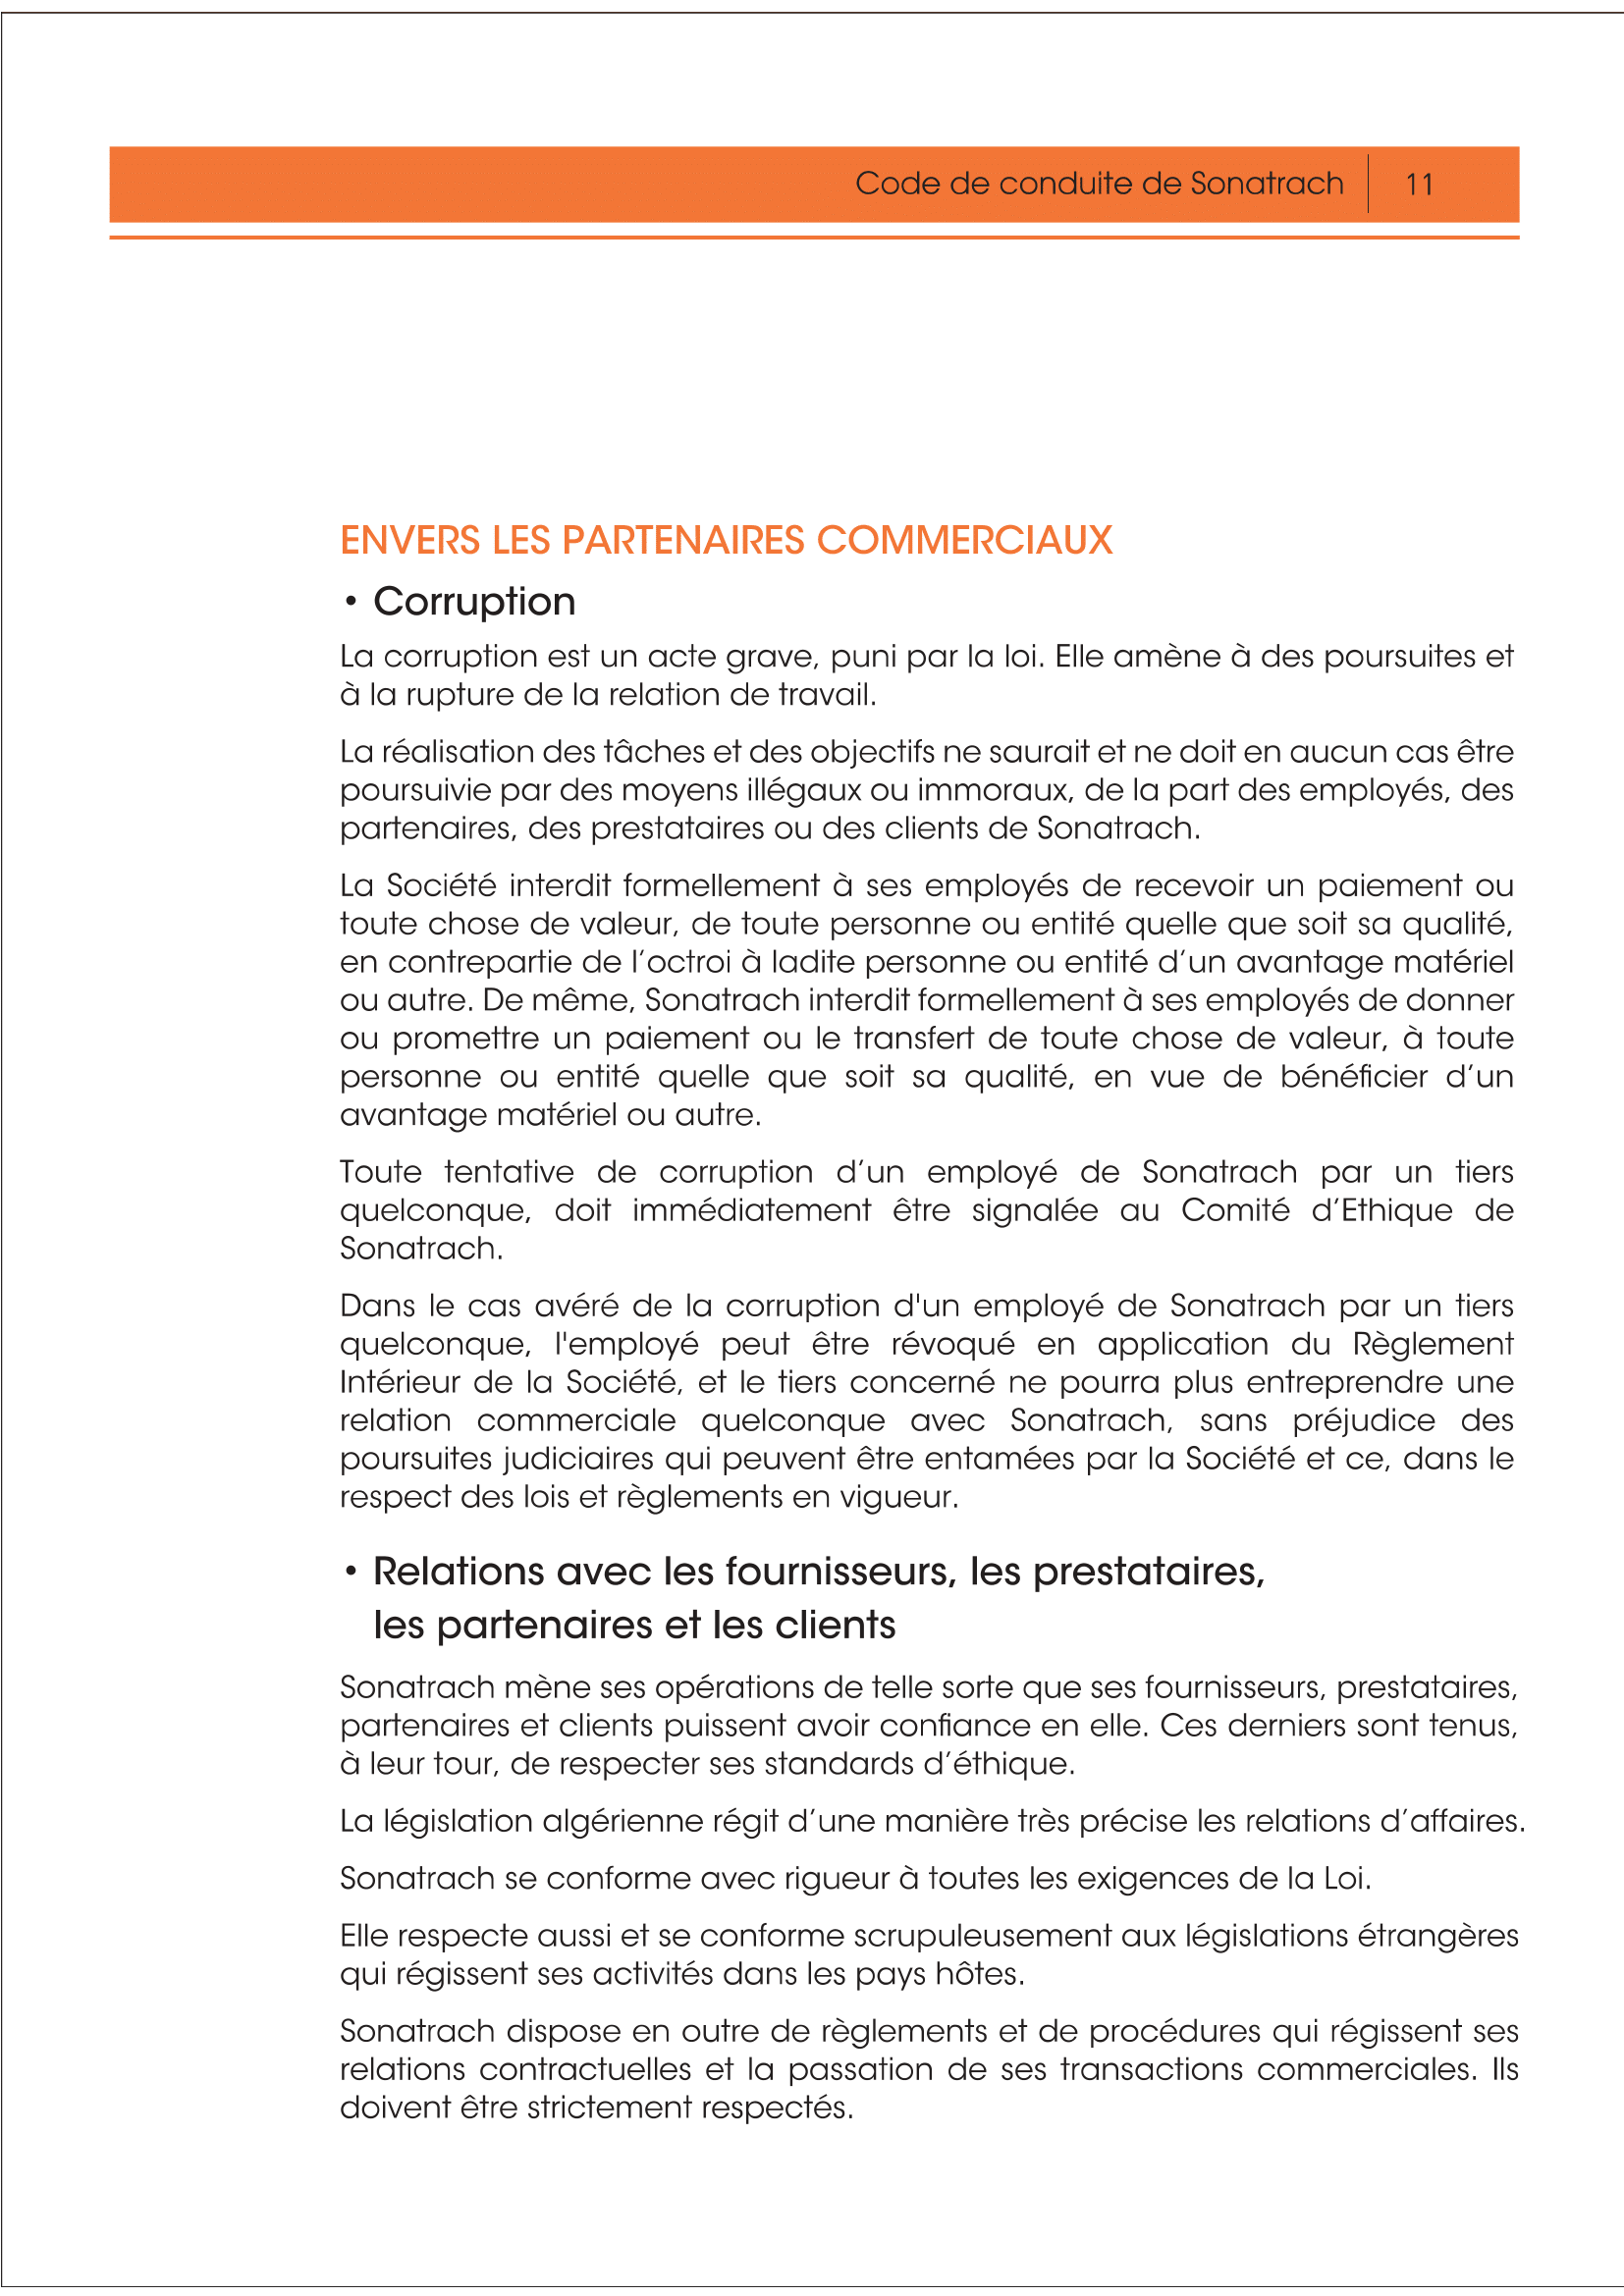 Code de conduite de Sonatrach 11
ENVERS LES PARTENAIRES COMMERCIAUX
• Corruption
La corruption est un acte grave, puni par la loi. Elle amène à des poursuites et
à la rupture de la relation de travail.
La réalisation des tâches et des objectifs ne saurait et ne doit en aucun cas être
poursuivie par des moyens illégaux ou immoraux, de la part des employés, des
partenaires, des prestataires ou des clients de Sonatrach.
La Société interdit formellement à ses employés de recevoir un paiement ou
toute chose de valeur, de toute personne ou entité quelle que soit sa qualité,
en contrepartie de l’octroi à ladite personne ou entité d’un avantage matériel
ou autre. De même, Sonatrach interdit formellement à ses employés de donner
ou promettre un paiement ou le transfert de toute chose de valeur, à toute
personne ou entité quelle que soit sa qualité, en vue de bénéficier d’un
avantage matériel ou autre.
Toute tentative de corruption d’un employé de Sonatrach par un tiers
quelconque, doit immédiatement être signalée au Comité d’Ethique de
Sonatrach.
Dans le cas avéré de la corruption d'un employé de Sonatrach par un tiers
quelconque, l'employé peut être révoqué en application du Règlement
Intérieur de la Société, et le tiers concerné ne pourra plus entreprendre une
relation commerciale quelconque avec Sonatrach, sans préjudice des
poursuites judiciaires qui peuvent être entamées par la Société et ce, dans le
respect des lois et règlements en vigueur.
• Relations avec les fournisseurs, les prestataires,
les partenaires et les clients
Sonatrach mène ses opérations de telle sorte que ses fournisseurs, prestataires,
partenaires et clients puissent avoir confiance en elle. Ces derniers sont tenus,
à leur tour, de respecter ses standards d’éthique.
La législation algérienne régit d’une manière très précise les relations d’affaires.
Sonatrach se conforme avec rigueur à toutes les exigences de la Loi.
Elle respecte aussi et se conforme scrupuleusement aux législations étrangères
qui régissent ses activités dans les pays hôtes.
Sonatrach dispose en outre de règlements et de procédures qui régissent ses
relations contractuelles et la passation de ses transactions commerciales. Ils
doivent être strictement respectés.